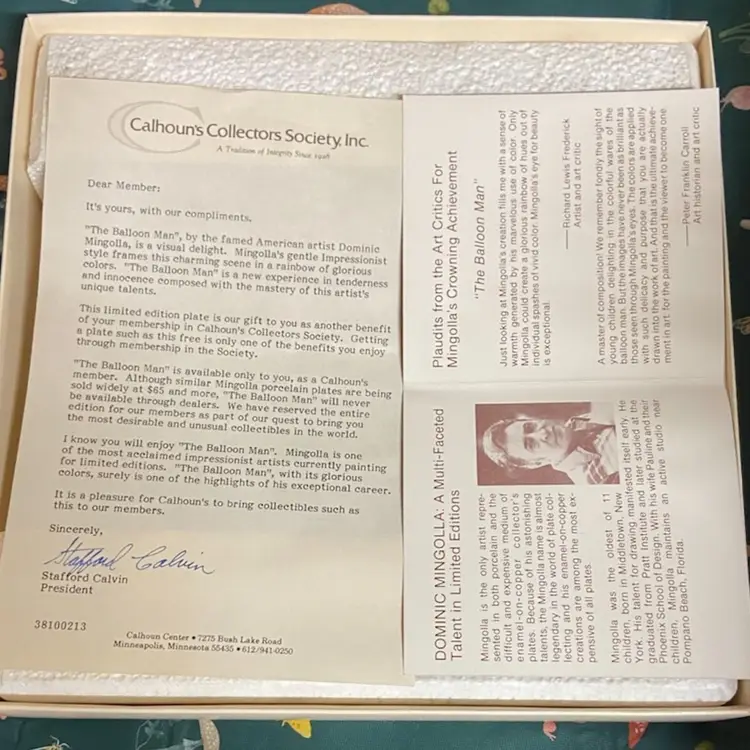 Calhoun's Collectors Society, Inc.
A Tradition of Integrity Since 1948
Dear Member:
It's yours, with our compliments.
"The Balloon Man", by the famed American artist Dominic
Mingolla, is a visual delight. Mingolla's gentle Impressionist
style frames this charming scene in a rainbow of glorious
colors. "The Balloon Man" is a new experience in tenderness
and innocence composed with the mastery of this artist's
unique talents.
This limited edition plate is our gift to you as another benefit
of your membership in Calhoun's Collectors Society. Getting
a plate such as this free is only one of the benefits you enjoy
through membership in the Society.
"The Balloon Man" is available only to you, as a Calhoun's
member. Although similar Mingolla porcelain plates are being
sold widely at $65 and more, "The Balloon Man" will never
be available through dealers. We have reserved the entire
edition for our members as part of our quest to bring you
the most desirable and unusual collectibles in the world.
I know you will enjoy "The Balloon Man". Mingolla is one
of the most acclaimed impressionist artists currently painting
for limited editions. "The Balloon Man", with its glorious
colors, surely is one of the highlights of his exceptional career.
It is a pleasure for Calhoun's to bring collectibles such as
this to our members.
Sincerely,
Stafford Calvin
Stafford Calvin
President
38100213
Calhoun Center • 7275 Bush Lake Road
Minneapolis, Minnesota 55435 • 612/941-0250
DOMINIC MINGOLLA: A Multi-Faceted
Talent in Limited Editions
Mingolla is the only artist repre-
sented in both porcelain and the
difficult and expensive medium of
enamel-on-copper collector's
plates. Because of his astonishing
talents, the Mingolla name is almost
legendary in the world of plate col-
lecting and his enamel-on-copper
creations are among the most ex-
pensive of all plates.
Mingolla was the oldest of 11
children, born in Middletown, New
York. His talent for drawing manifested itself early. He
graduated from Pratt Institute and later studied at the
Phoenix School of Design. With his wife Pauline and their
children, Mingolla maintains an active studio near
Pompano Beach, Florida.
Plaudits from the Art Critics For
Mingolla's Crowning Achievement
"The Balloon Man"
Just looking at Mingolla's creation fills me with a sense of
warmth generated by his marvelous use of color. Only
Mingolla could create a glorious rainbow of hues out of
individual splashes of vivid color. Mingolla's eye for beauty
is exceptional.
—Richard Lewis Frederick
Artist and art critic
A master of composition! We remember fondly the sight of
young children delighting in the colorful wares of the
balloon man. But the images have never been as brilliant as
those seen through Mingolla's eyes. The colors are applied
with such delicacy and purpose that you are actually
drawn into the work of art. And that is the ultimate achieve-
ment in art: for the painting and the viewer to become one.
—Peter Franklin Carroll
Art historian and art critic